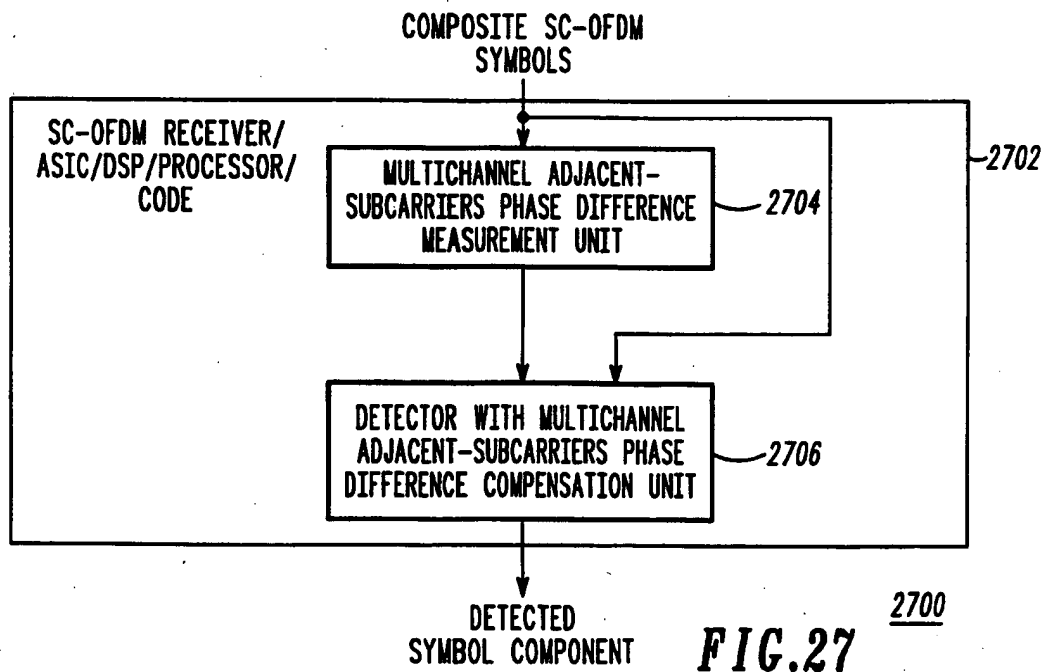 COMPOSITE SC-OFDM
SYMBOLS
SC-OFDM RECEIVER/
ASIC/DSP/PROCESSOR/
CODE
2702
MULTICHANNEL ADJACENT-
SUBCARRIERS PHASE DIFFERENCE
MEASUREMENT UNIT
2704
DETECTOR WITH MULTICHANNEL
ADJACENT-SUBCARRIERS PHASE
DIFFERENCE COMPENSATION UNIT
2706
DETECTED
SYMBOL COMPONENT
2700
FIG.27